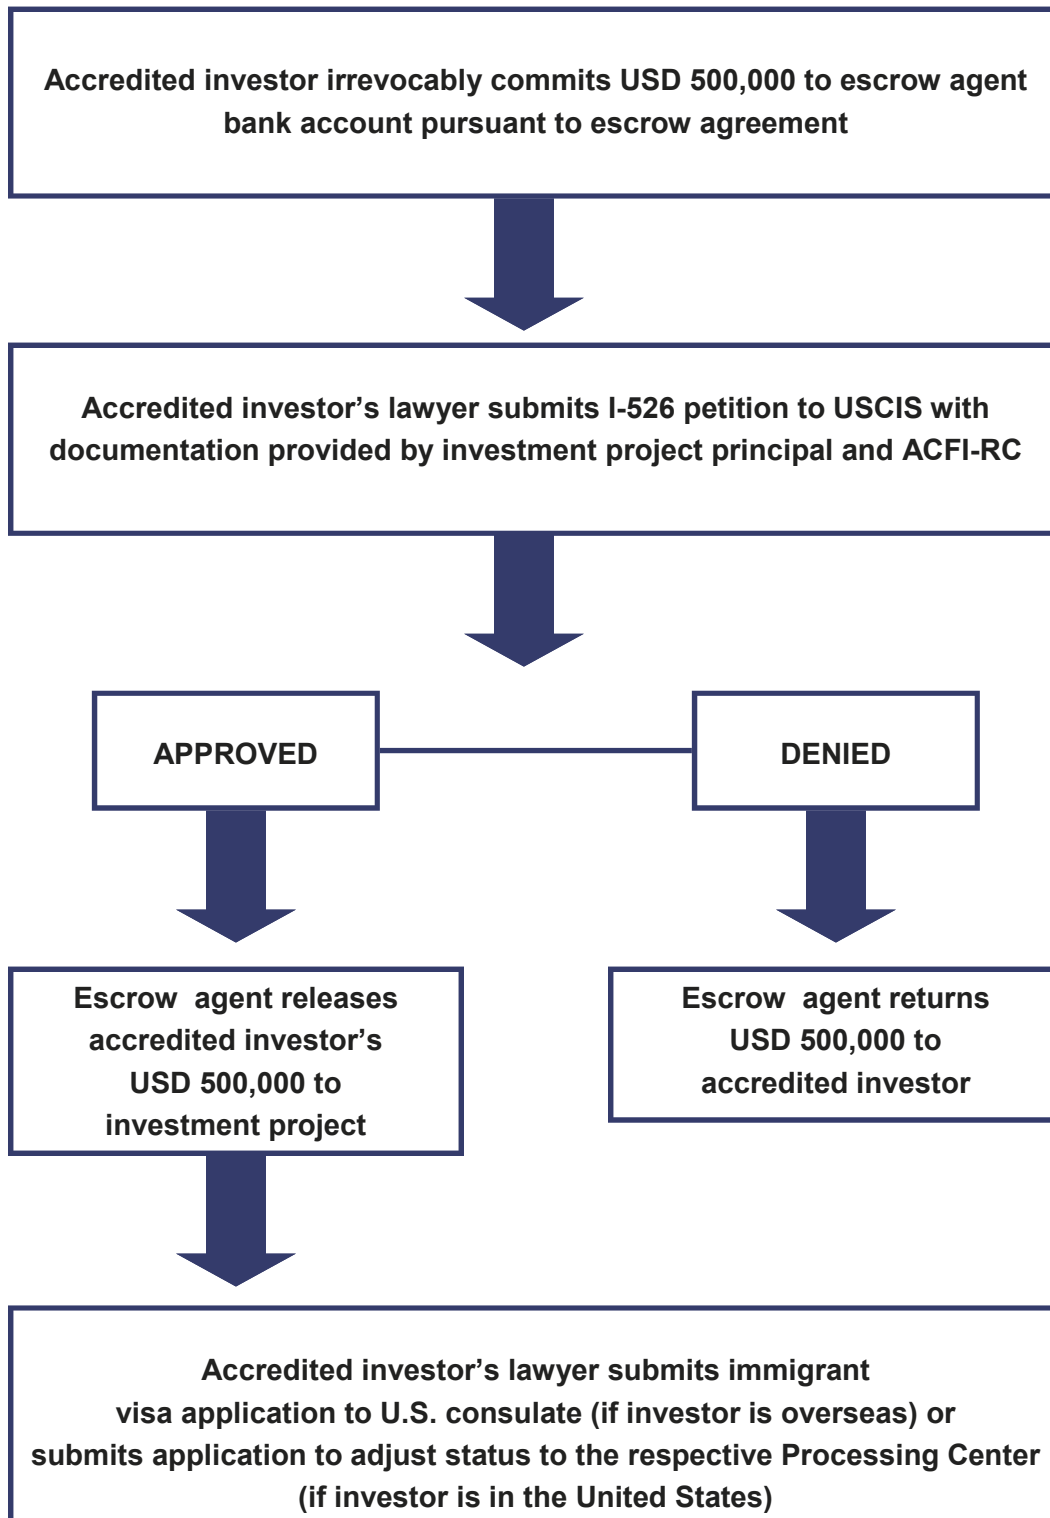 Accredited investor irrevocably commits USD 500,000 to escrow agent
bank account pursuant to escrow agreement
Accredited investor’s lawyer submits I-526 petition to USCIS with
documentation provided by investment project principal and ACFI-RC
APPROVED
DENIED
Escrow agent releases
accredited investor’s
USD 500,000 to
investment project
Escrow agent returns
USD 500,000 to
accredited investor
Accredited investor’s lawyer submits immigrant
visa application to U.S. consulate (if investor is overseas) or
submits application to adjust status to the respective Processing Center
(if investor is in the United States)